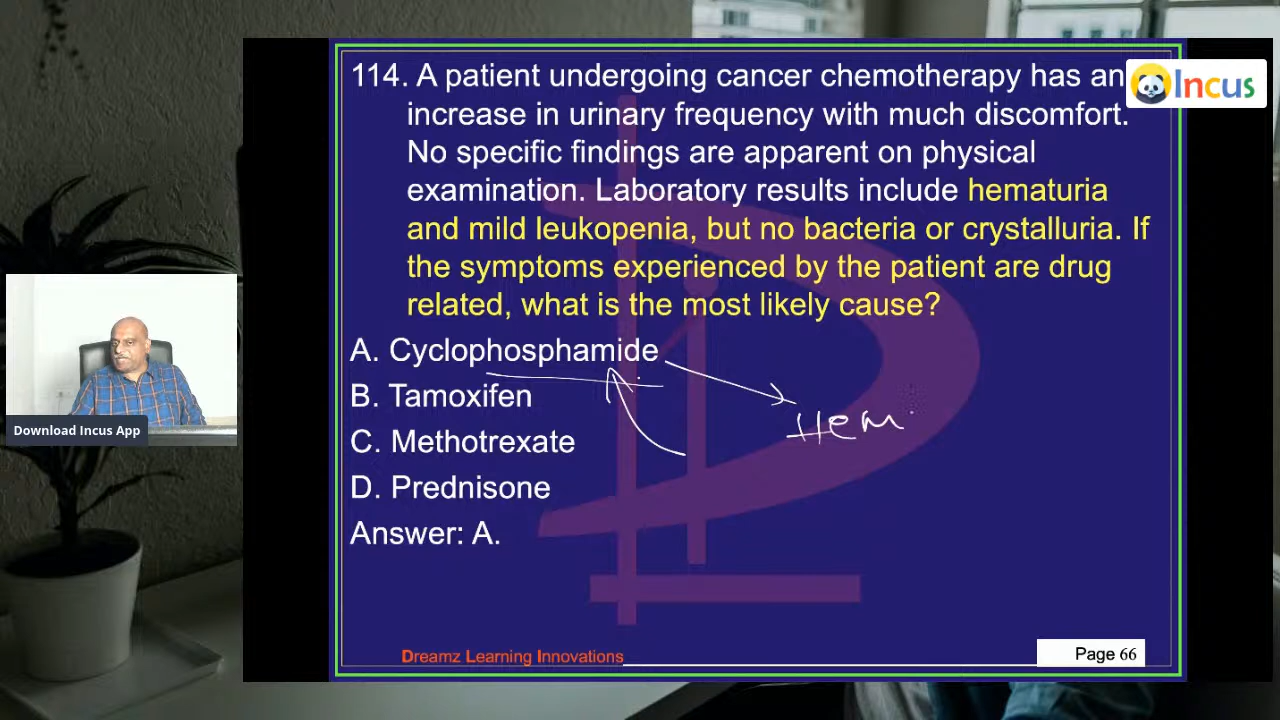 114. A patient undergoing cancer chemotherapy has an
increase in urinary frequency with much discomfort.
No specific findings are apparent on physical
examination. Laboratory results include hematuria
and mild leukopenia, but no bacteria or crystalluria. If
the symptoms experienced by the patient are drug
related, what is the most likely cause?
A. Cyclophosphamide
B. Tamoxifen
C. Methotrexate
D. Prednisone
Answer: A.
Hem
Dreamz Learning Innovations
Page 66
Incus
Download Incus App